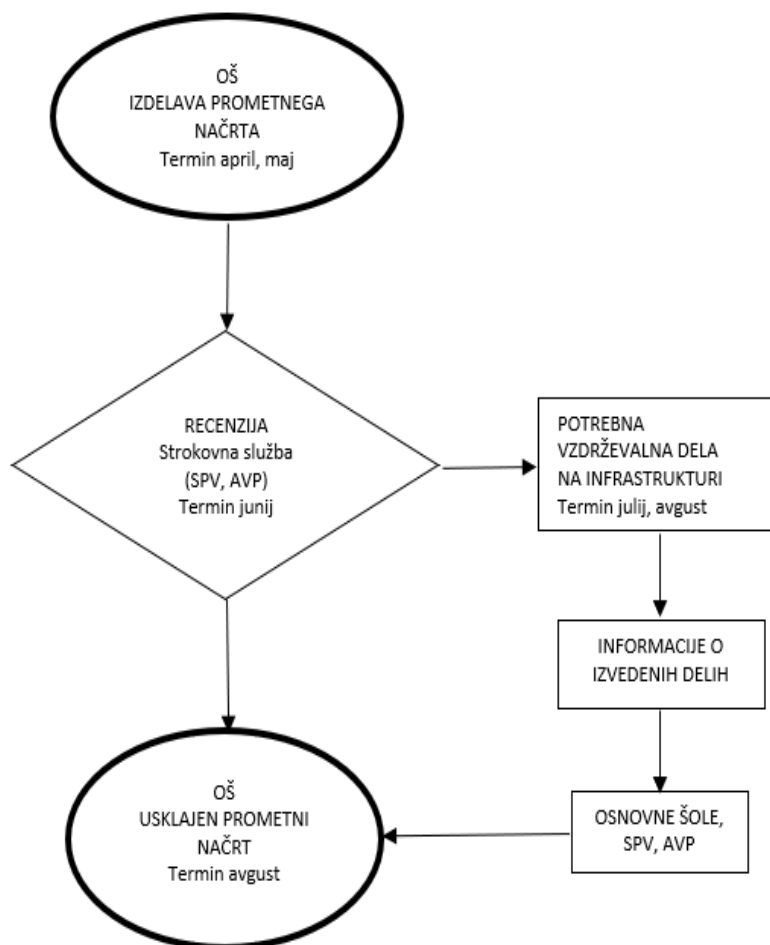 OŠ
IZDELAVA PROMETNEGA
NAČRTA
Termin april, maj
RECENZIJA
Strokovna služba
(SPV, AVP)
Termin junij
POTREBNA
VZDRŽEVALNA DELA
NA INFRASTRUKTURI
Termin julij, avgust
INFORMACIJE O
IZVEDENIH DELIH
OSNOVNE ŠOLE,
SPV, AVP
OŠ
USKLAJEN PROMETNI
NAČRT
Termin avgust